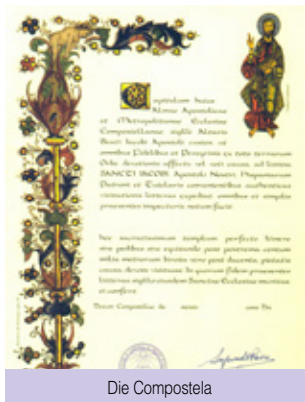 Capitulum huius
Almae Apostolicae
et Metropolitanae Ecclesiae
Compostellanae sigilli Altaris
Beati Jacobi Apostoli custos, ut
omnibus Fidelibus et Peregrinis ex toto terrarum
Orbe, devotionis affectu vel voti causa, ad limina
SANCTI IACOBI, Apostoli Nostri, Hispaniarum
Patroni et Tutelaris convenientibus, authenticas
visitationis litteras expediat, omnibus et singulis
praesentes inspecturis notum facit:
hoc sacratissimum templum perfecto itinere
sive pedibus sive equitando post postrema centum
milia metrorum, birota vero post ducenta, pietatis
causa, devote visitasse. In quorum fidem praesentes
litteras, sigillo eiusdem Sanctae Ecclesiae munitas
ei confero.
Datum Compostellae die mensis anno Dni
Die Compostela